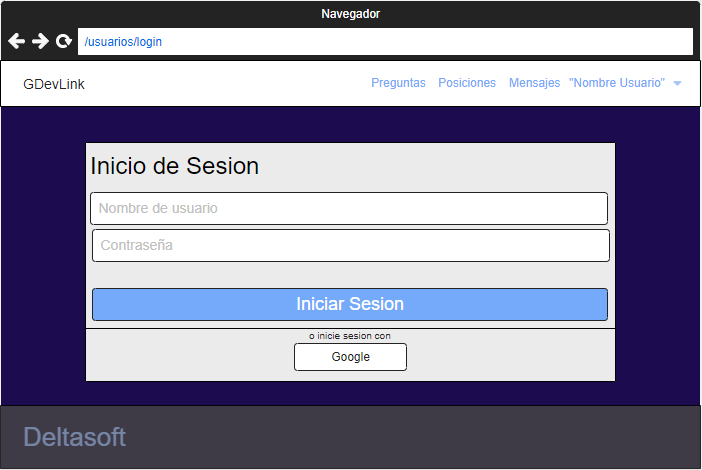 Navegador
/usuarios/login
GDevLink Preguntas Posiciones Mensajes "Nombre Usuario"
Inicio de Sesion
Nombre de usuario
Contraseña
Iniciar Sesion
o inicie sesion con
Google
Deltasoft